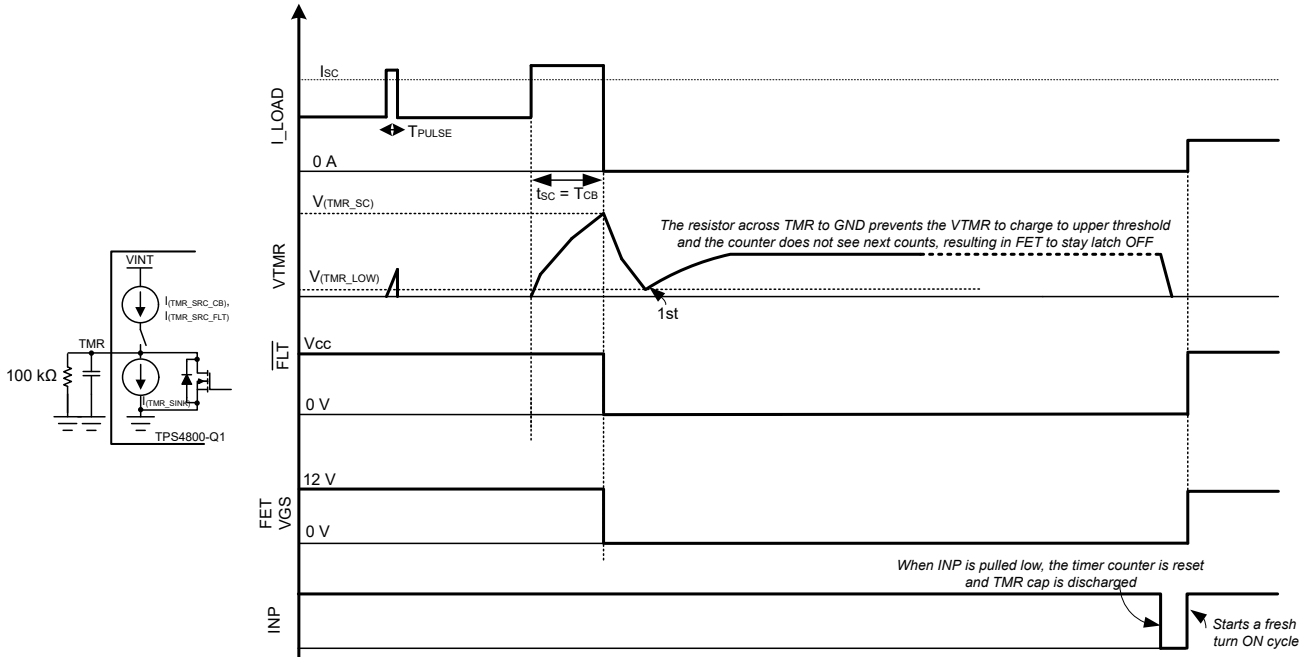 I_LOAD
ISC
TPULSE
0 A
tSC = TCB
VTMR
V(TMR_SC)
The resistor across TMR to GND prevents the VTMR to charge to upper threshold
and the counter does not see next counts, resulting in FET to stay latch OFF
V(TMR_LOW)
1st
VINT
I(TMR_SRC_CB),
I(TMR_SRC_FLT)
TMR
100 kΩ
I(TMR_SINK)
TPS4800-Q1
FLT
Vcc
0 V
FET
VGS
12 V
0 V
When INP is pulled low, the timer counter is reset
and TMR cap is discharged
INP
Starts a fresh
turn ON cycle